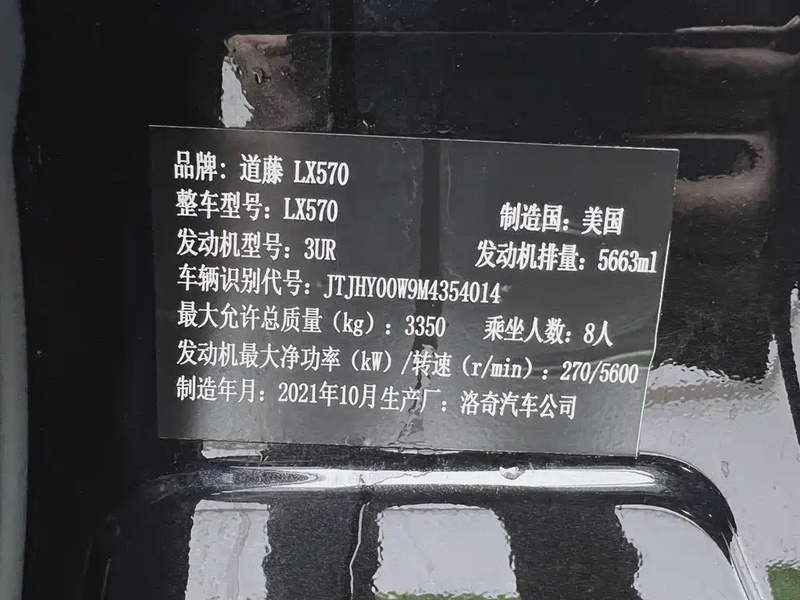 品牌：道藤 LX570
整车型号：LX570 制造国：美国
发动机型号：3UR 发动机排量：5663ml
车辆识别代号：JTJHY00W9M4354014
最大允许总质量（kg）：3350 乘坐人数：8人
发动机最大净功率（kW）/转速（r/min）：270/5600
制造年月：2021年10月生产厂：洛奇汽车公司